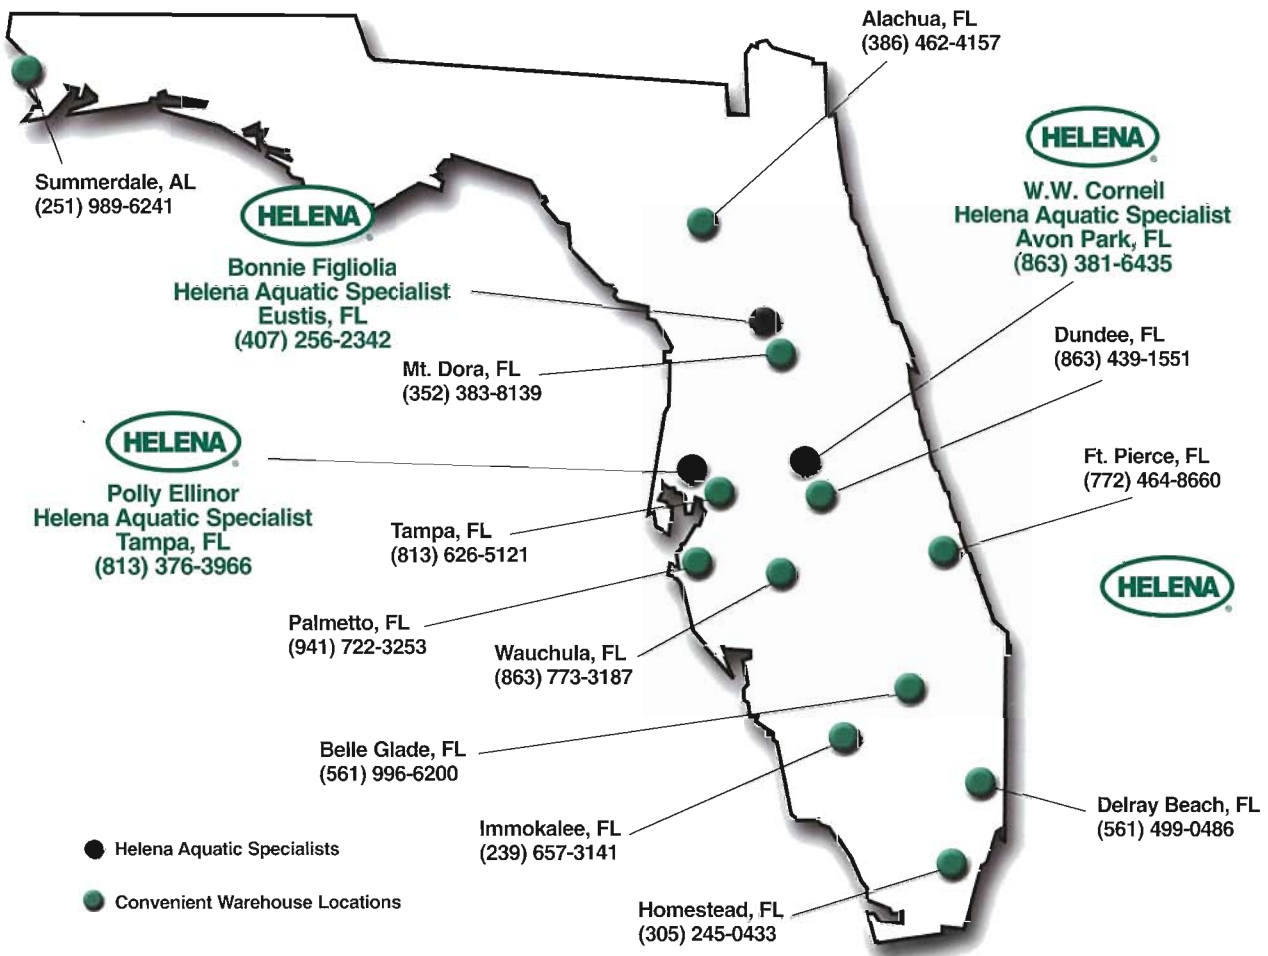 Alachua, FL
(386) 462-4157
HELENA
W.W. Cornell
Helena Aquatic Specialist
Avon Park, FL
(863) 381-6435
Summerdale, AL
(251) 989-6241
HELENA
Bonnie Figliolia
Helena Aquatic Specialist
Eustis, FL
(407) 256-2342
Dundee, FL
(863) 439-1551
Mt. Dora, FL
(352) 383-8139
HELENA
Polly Ellinor
Helena Aquatic Specialist
Tampa, FL
(813) 376-3966
Ft. Pierce, FL
(772) 464-8660
Tampa, FL
(813) 626-5121
HELENA
Palmetto, FL
(941) 722-3253
Wauchula, FL
(863) 773-3187
Belle Glade, FL
(561) 996-6200
Delray Beach, FL
(561) 499-0486
Immokalee, FL
(239) 657-3141
Helena Aquatic Specialists
Convenient Warehouse Locations
Homestead, FL
(305) 245-0433